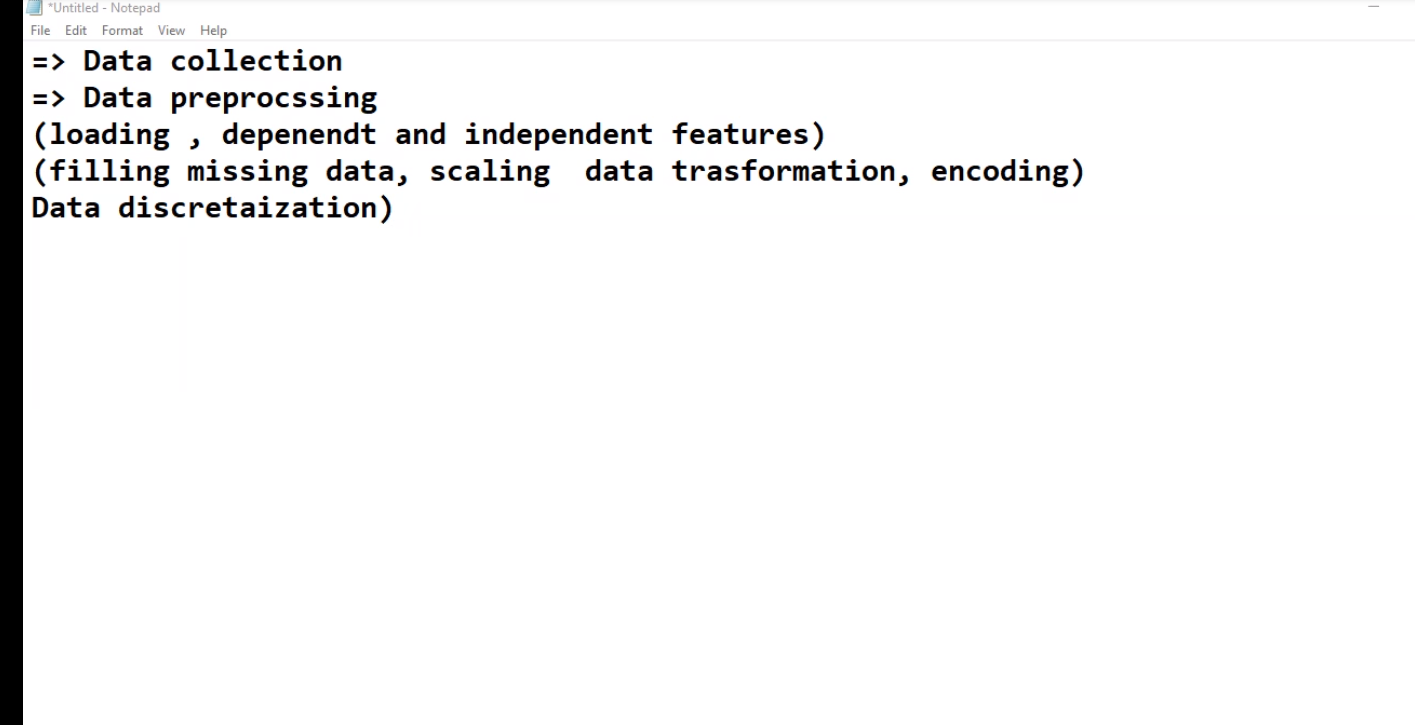 *Untitled - Notepad
File Edit Format View Help
=> Data collection
=> Data preprocssing
(loading , depenendt and independent features)
(filling missing data, scaling  data trasformation, encoding)
Data discretaization)